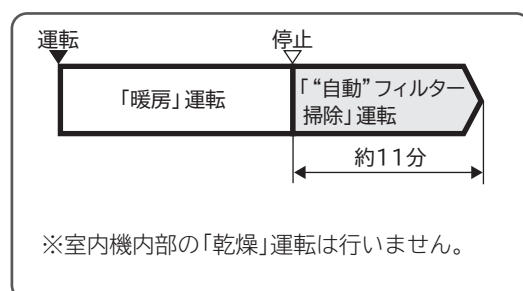 運転
停止
「暖房」運転
「“自動”フィルター
掃除」運転
約11分
※室内機内部の「乾燥」運転は行いません。